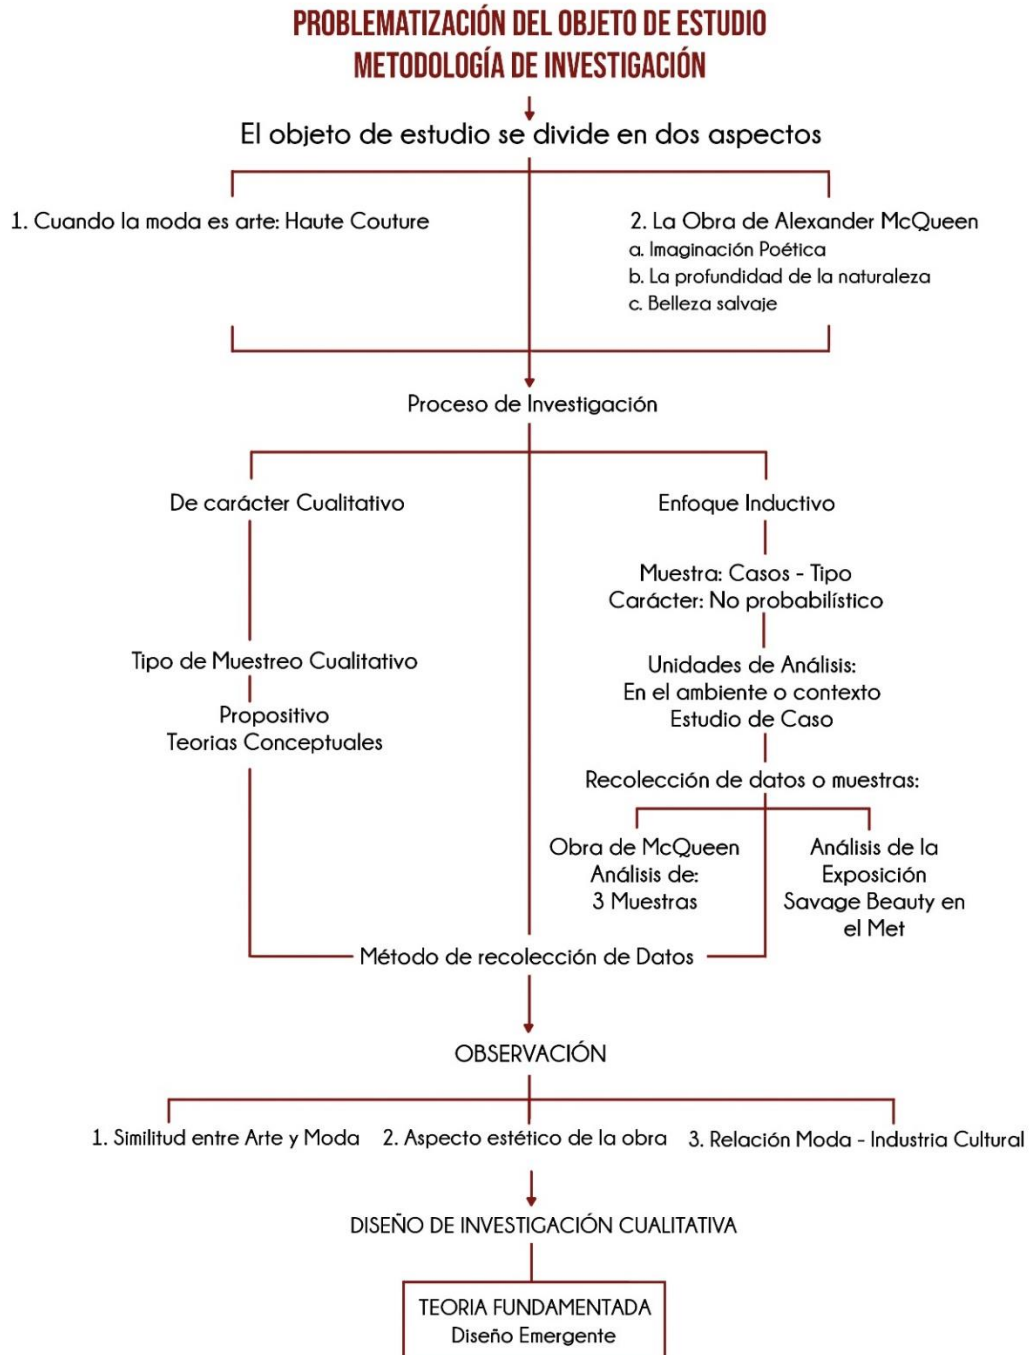 PROBLEMATIZACIÓN DEL OBJETO DE ESTUDIO
METODOLOGÍA DE INVESTIGACIÓN
El objeto de estudio se divide en dos aspectos
1. Cuando la moda es arte: Haute Couture
2. La Obra de Alexander McQueen
a. Imaginación Poética
b. La profundidad de la naturaleza
c. Belleza salvaje
Proceso de Investigación
De carácter Cualitativo
Tipo de Muestreo Cualitativo
Propositivo
Teorias Conceptuales
Enfoque Inductivo
Muestra: Casos - Tipo
Carácter: No probabilístico
Unidades de Análisis:
En el ambiente o contexto
Estudio de Caso
Recolección de datos o muestras:
Obra de McQueen
Análisis de:
3 Muestras
Análisis de la
Exposición
Savage Beauty en
el Met
Método de recolección de Datos
OBSERVACIÓN
1. Similitud entre Arte y Moda
2. Aspecto estético de la obra
3. Relación Moda - Industria Cultural
DISEÑO DE INVESTIGACIÓN CUALITATIVA
TEORIA FUNDAMENTADA
Diseño Emergente